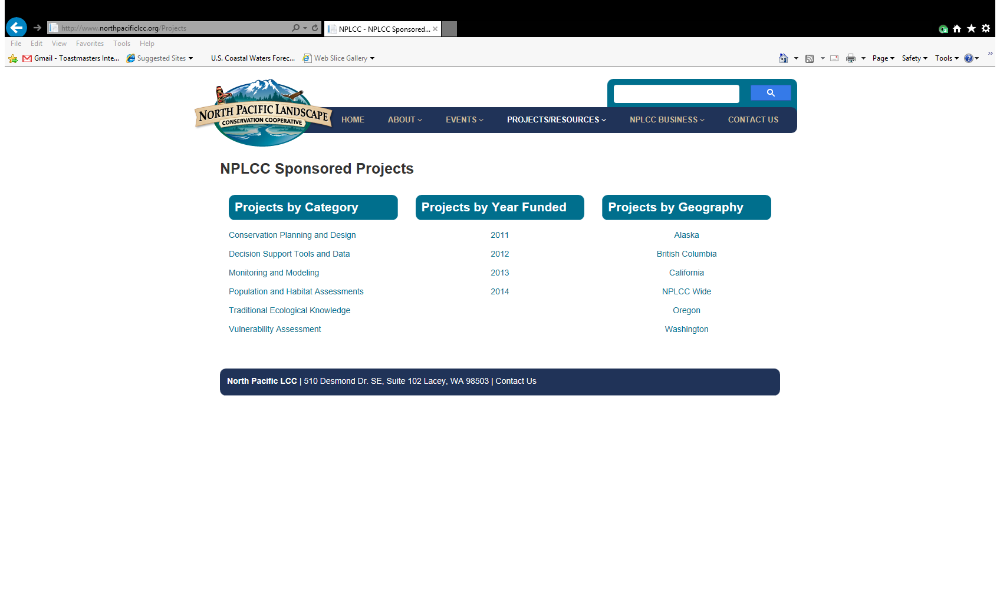 http://www.northpacificlcc.org/Projects
NPLCC - NPLCC Sponsored...
File Edit View Favorites Tools Help
Gmail - Toastmasters Inte... Suggested Sites U.S. Coastal Waters Forec... Web Slice Gallery Page Safety Tools
NORTH PACIFIC LANDSCAPE
CONSERVATION COOPERATIVE
HOME ABOUT EVENTS PROJECTS/RESOURCES NPLCC BUSINESS CONTACT US
NPLCC Sponsored Projects
Projects by Category
Conservation Planning and Design
Decision Support Tools and Data
Monitoring and Modeling
Population and Habitat Assessments
Traditional Ecological Knowledge
Vulnerability Assessment
Projects by Year Funded
2011
2012
2013
2014
Projects by Geography
Alaska
British Columbia
California
NPLCC Wide
Oregon
Washington
North Pacific LCC | 510 Desmond Dr. SE, Suite 102 Lacey, WA 98503 | Contact Us